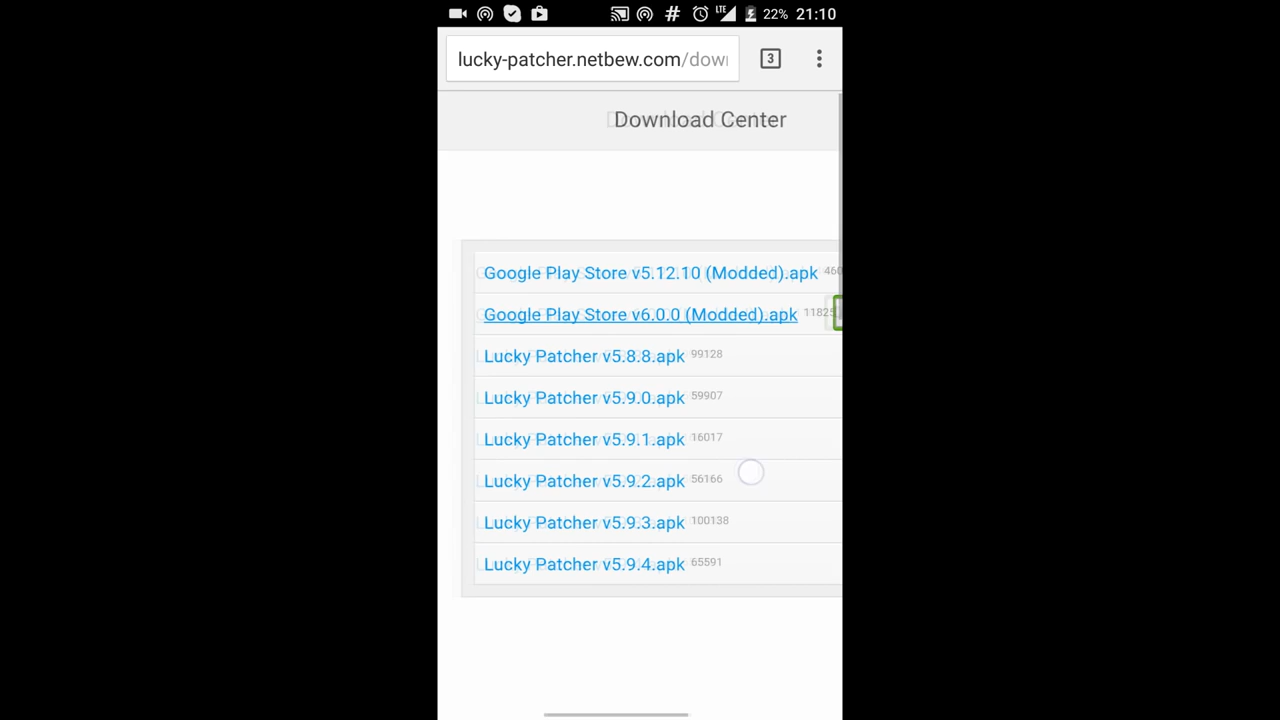 LTE 22% 21:10
lucky-patcher.netbew.com/dow
3
Download Center
Google Play Store v5.12.10 (Modded).apk 460
Google Play Store v6.0.0 (Modded).apk 11825
Lucky Patcher v5.8.8.apk 99128
Lucky Patcher v5.9.0.apk 59907
Lucky Patcher v5.9.1.apk 16017
Lucky Patcher v5.9.2.apk 56166
Lucky Patcher v5.9.3.apk 100138
Lucky Patcher v5.9.4.apk 65591